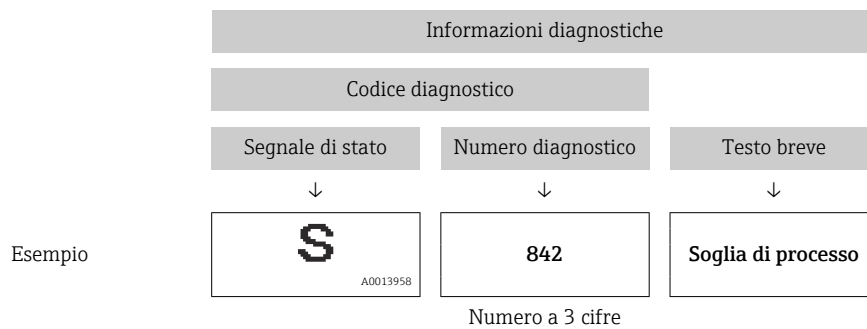 Informazioni diagnostiche
Codice diagnostico
Segnale di stato Numero diagnostico Testo breve
↓ ↓ ↓
Esempio S 842 Soglia di processo
A0013958
Numero a 3 cifre